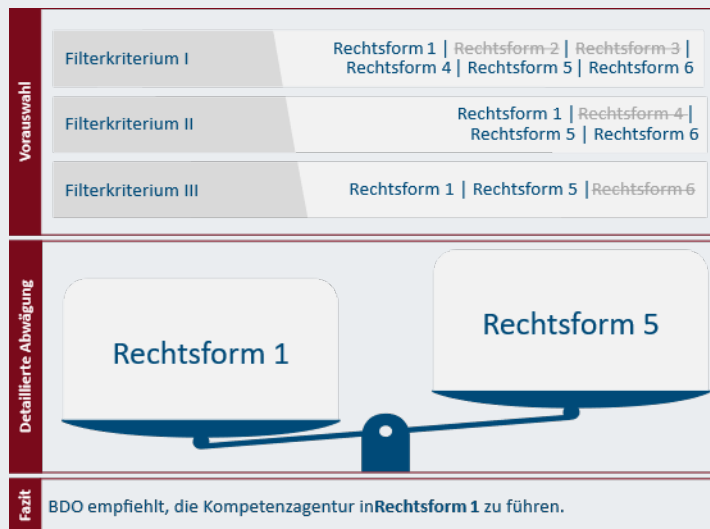 Vorauswahl
Filterkriterium I
Rechtsform 1 | Rechtsform 2 | Rechtsform 3 |
Rechtsform 4 | Rechtsform 5 | Rechtsform 6
Filterkriterium II
Rechtsform 1 | Rechtsform 4 |
Rechtsform 5 | Rechtsform 6
Filterkriterium III
Rechtsform 1 | Rechtsform 5 | Rechtsform 6
Detaillierte Abwägung
Rechtsform 1
Rechtsform 5
Fazit
BDO empfiehlt, die Kompetenzagentur inRechtsform 1 zu führen.